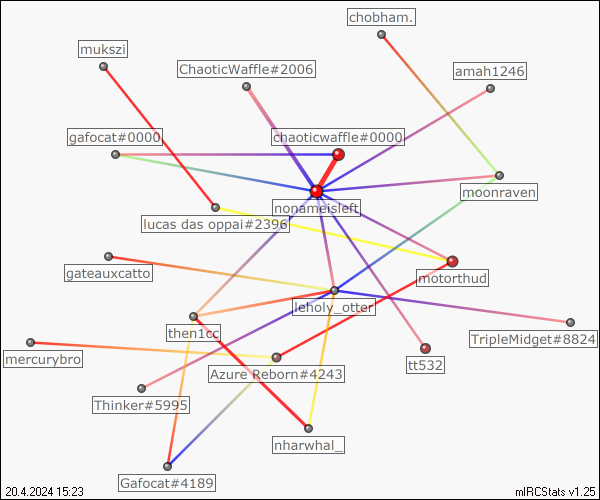 chobham.
mukszi
ChaoticWaffle#2006
amah1246
gafocat#0000
chaoticwaffle#0000
moonraven
nonameisleft
lucas das oppai#2396
gateauxcatto
motorthud
leholy_otter
then1cc
TripleMidget#8824
mercurybro
tt532
Azure Reborn#4243
Thinker#5995
nharwhal_
Gafocat#4189
20.4.2024 15:23
mIRCStats v1.25